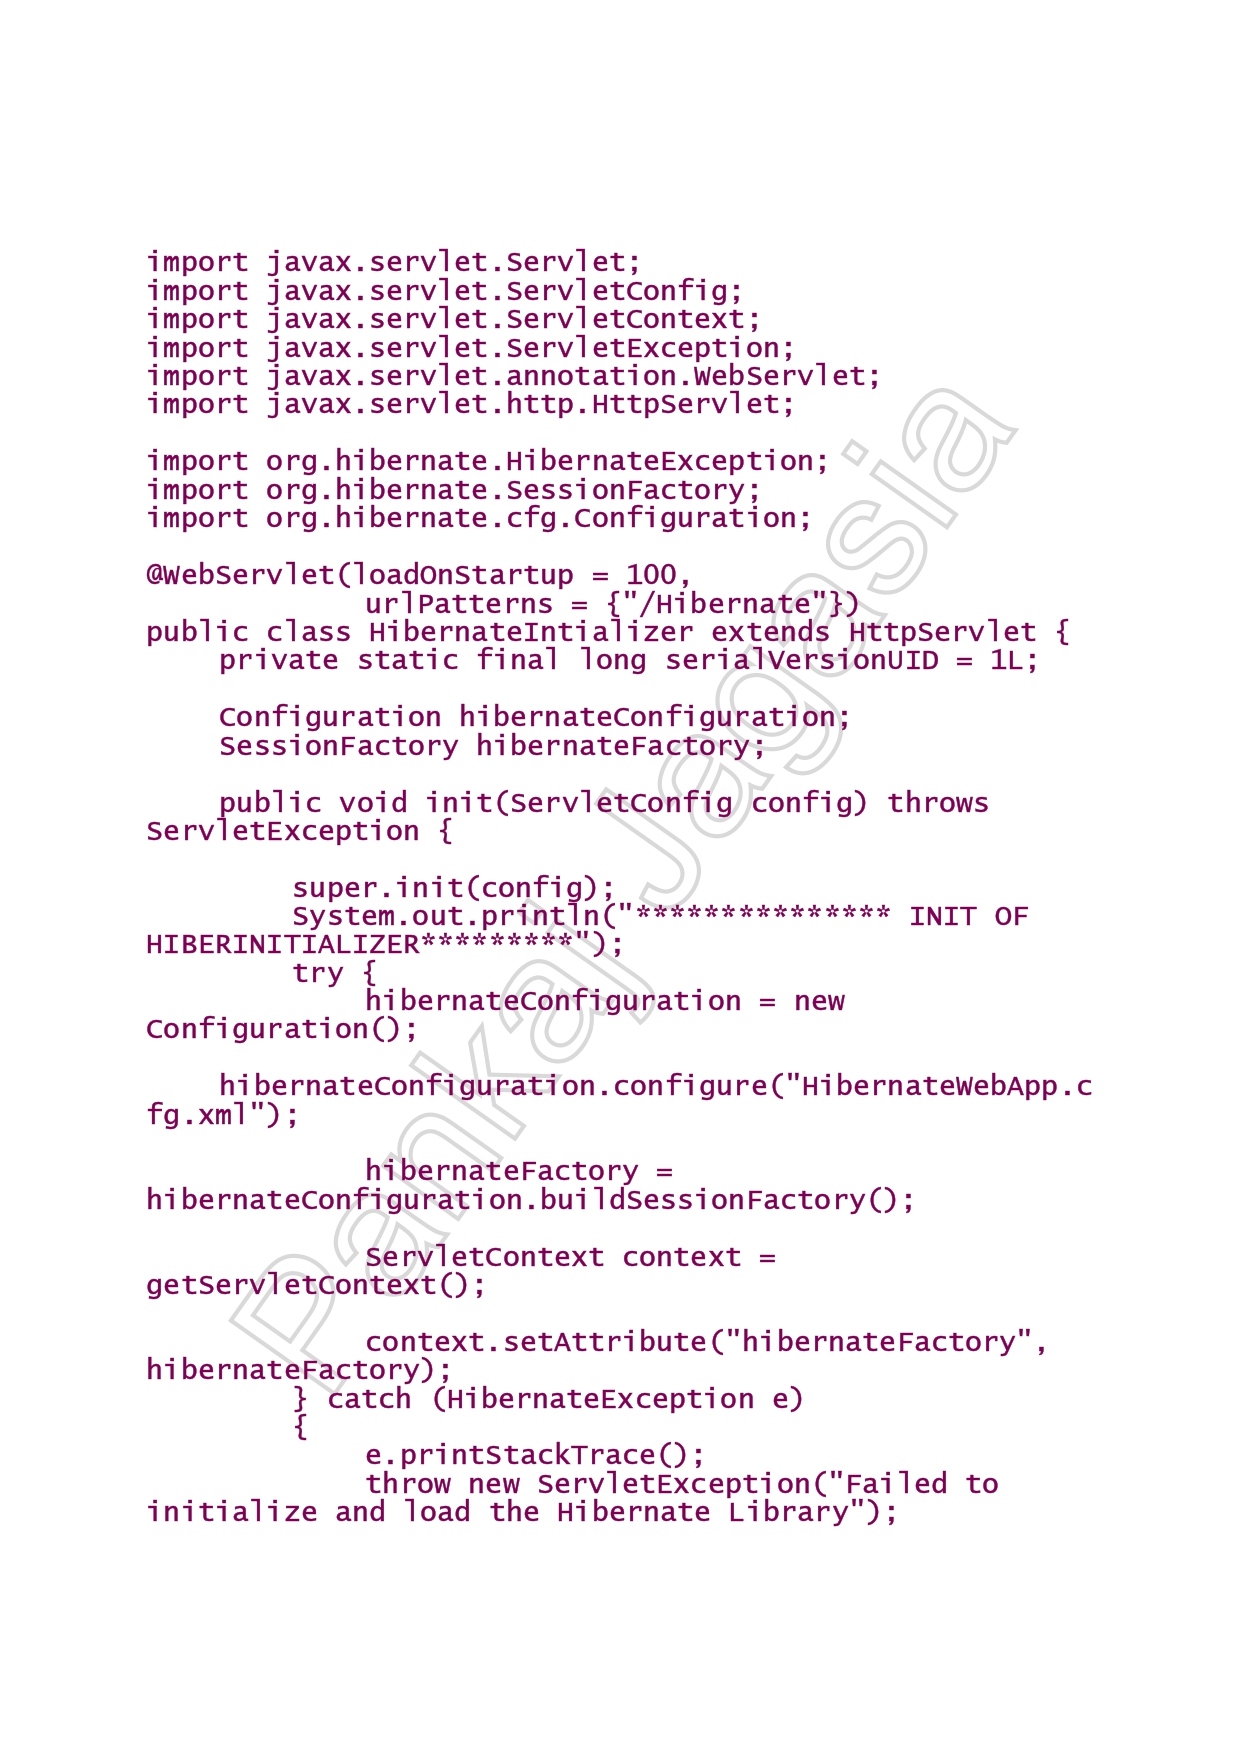 import javax.servlet.Servlet;
import javax.servlet.ServletConfig;
import javax.servlet.ServletContext;
import javax.servlet.ServletException;
import javax.servlet.annotation.WebServlet;
import javax.servlet.http.HttpServlet;
import org.hibernate.HibernateException;
import org.hibernate.SessionFactory;
import org.hibernate.cfg.Configuration;
@WebServlet(loadOnStartup = 100,
urlPatterns = {"/Hibernate"})
public class HibernateIntializer extends HttpServlet {
private static final long serialVersionUID = 1L;
Configuration hibernateConfiguration;
SessionFactory hibernateFactory;
public void init(ServletConfig config) throws
ServletException {
super.init(config);
System.out.println("*************** INIT OF
HIBERINITIALIZER*********");
try {
hibernateConfiguration = new
Configuration();
hibernateConfiguration.configure("HibernateWebApp.c
fg.xml");
hibernateFactory =
hibernateConfiguration.buildSessionFactory();
ServletContext context =
getServletContext();
context.setAttribute("hibernateFactory",
hibernateFactory);
} catch (HibernateException e)
{
e.printStackTrace();
throw new ServletException("Failed to
initialize and load the Hibernate Library");
Pankaj Jagasia